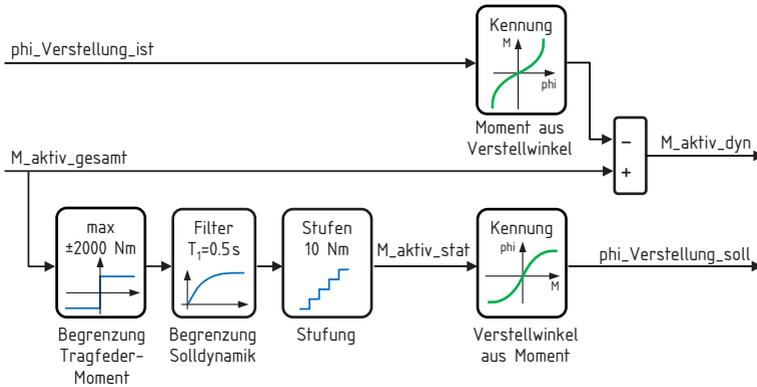 Kennung
M
phi
phi_Verstellung_ist
Moment aus
Verstellwinkel
M_aktiv_gesamt
−
+
M_aktiv_dyn
max
±2000 Nm
Begrenzung
Tragfeder-
Moment
Filter
T₁=0.5s
Begrenzung
Solldynamik
Stufen
10 Nm
Stufung
M_aktiv_stat
Kennung
phi
M
Verstellwinkel
aus Moment
phi_Verstellung_soll